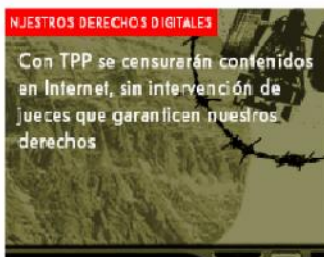 NUESTROS DERECHOS DIGITALES
Con TPP se censurarán contenidos
en Internet, sin intervención de
jueces que garanticen nuestros
derechos